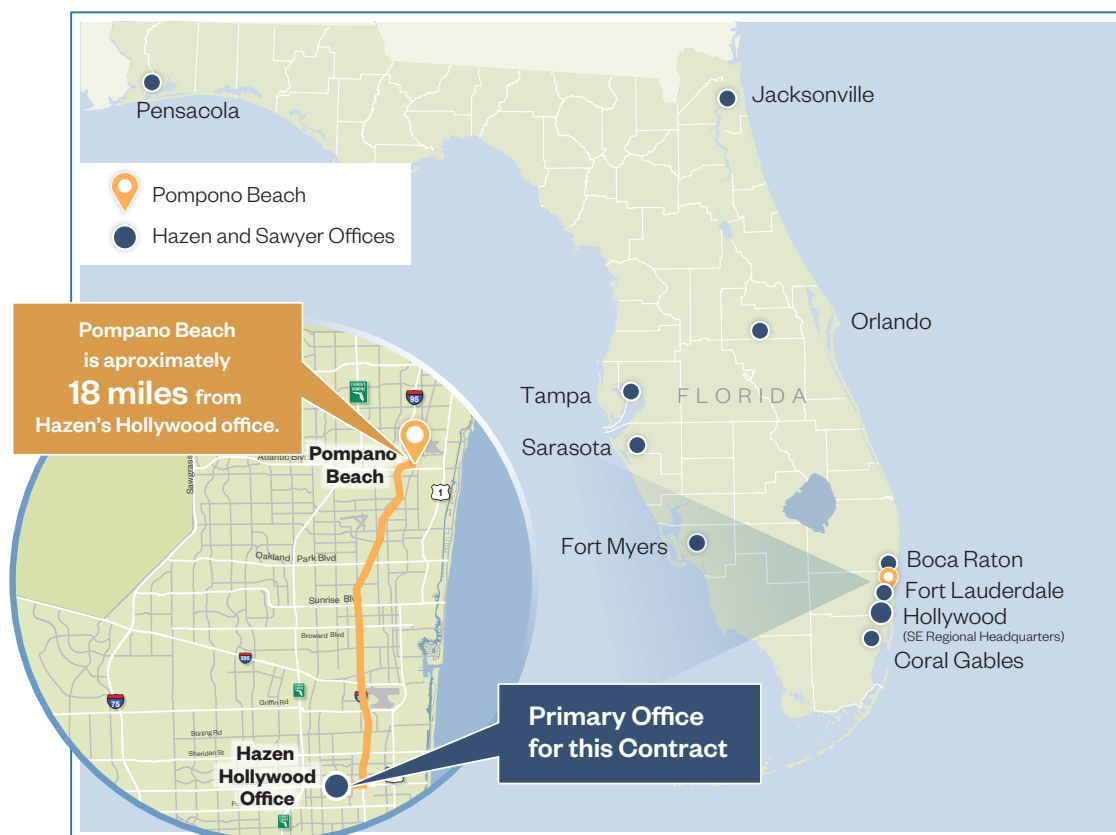 Pensacola
Jacksonville
Pompono Beach
Hazen and Sawyer Offices
Orlando
Tampa
FLORIDA
Sarasota
Fort Myers
Boca Raton
Fort Lauderdale
Hollywood
(SE Regional Headquarters)
Coral Gables
Pompano Beach
is aproximately
18 miles from
Hazen's Hollywood office.
95
Atlantic Blv
Pompano
Beach
Sawgrass
1
Oakland Park Blvd
Sunrise Blv
Broward Blvd
595
75
Griffin Rd
Stirling Rd
Sheridan St
Hazen
Hollywood
Office
Primary Office
for this Contract